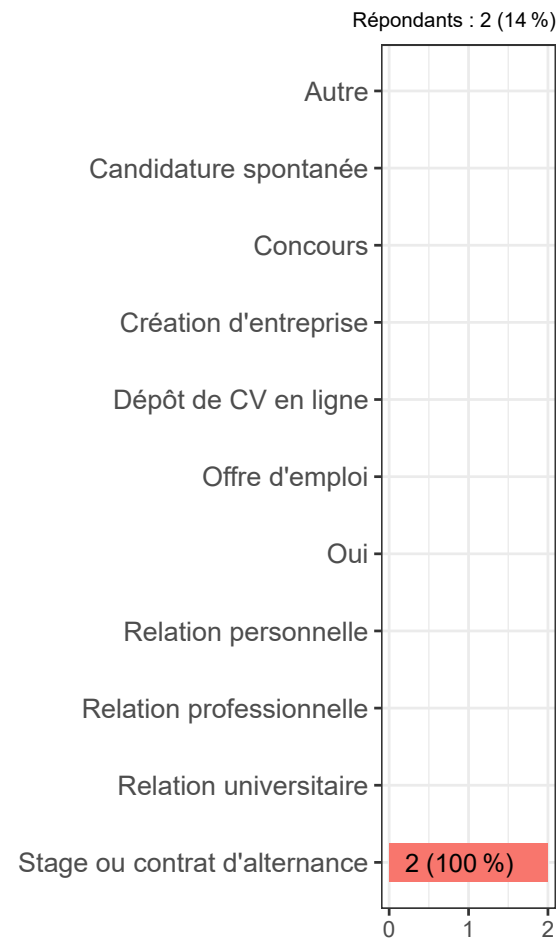 Répondants : 2 (14 %)
Autre
Candidature spontanée
Concours
Création d'entreprise
Dépôt de CV en ligne
Offre d'emploi
Oui
Relation personnelle
Relation professionnelle
Relation universitaire
Stage ou contrat d'alternance 2 (100 %)
0 1 2